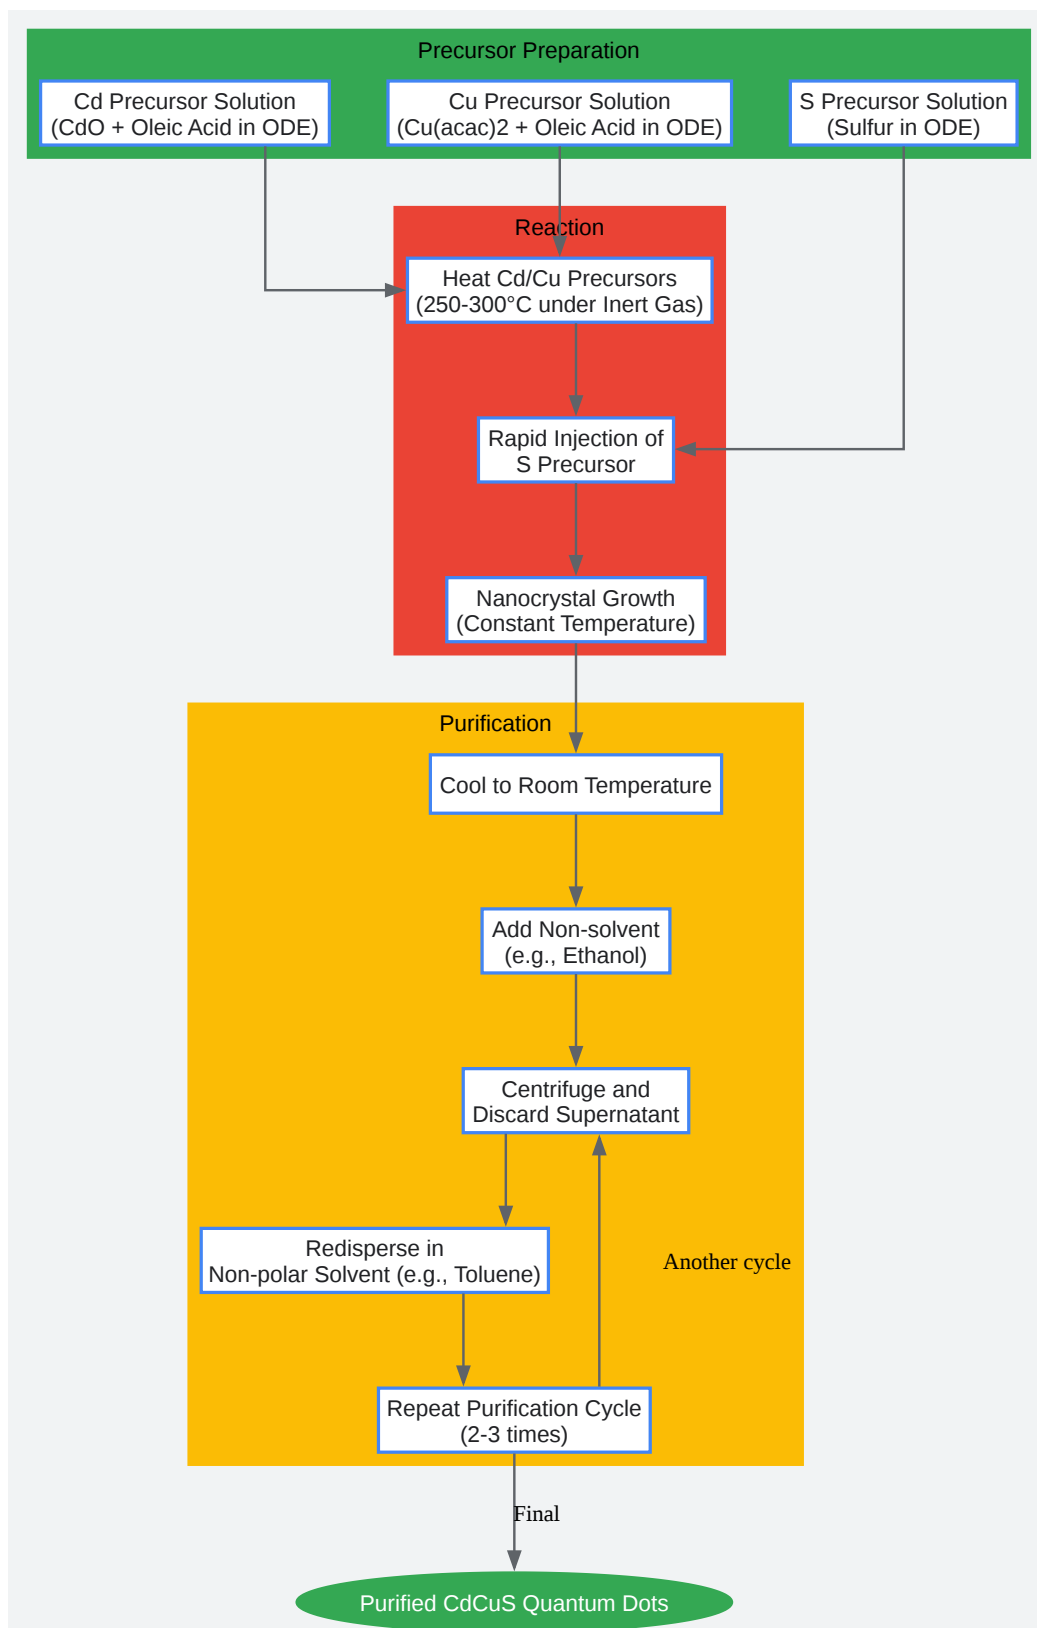 Precursor Preparation
Cd Precursor Solution
(CdO + Oleic Acid in ODE)
Cu Precursor Solution
(Cu(acac)2 + Oleic Acid in ODE)
S Precursor Solution
(Sulfur in ODE)
Reaction
Heat Cd/Cu Precursors
(250-300°C under Inert Gas)
Rapid Injection of
S Precursor
Nanocrystal Growth
(Constant Temperature)
Purification
Cool to Room Temperature
Add Non-solvent
(e.g., Ethanol)
Centrifuge and
Discard Supernatant
Redisperse in
Non-polar Solvent (e.g., Toluene)
Another cycle
Repeat Purification Cycle
(2-3 times)
Final
Purified CdCuS Quantum Dots